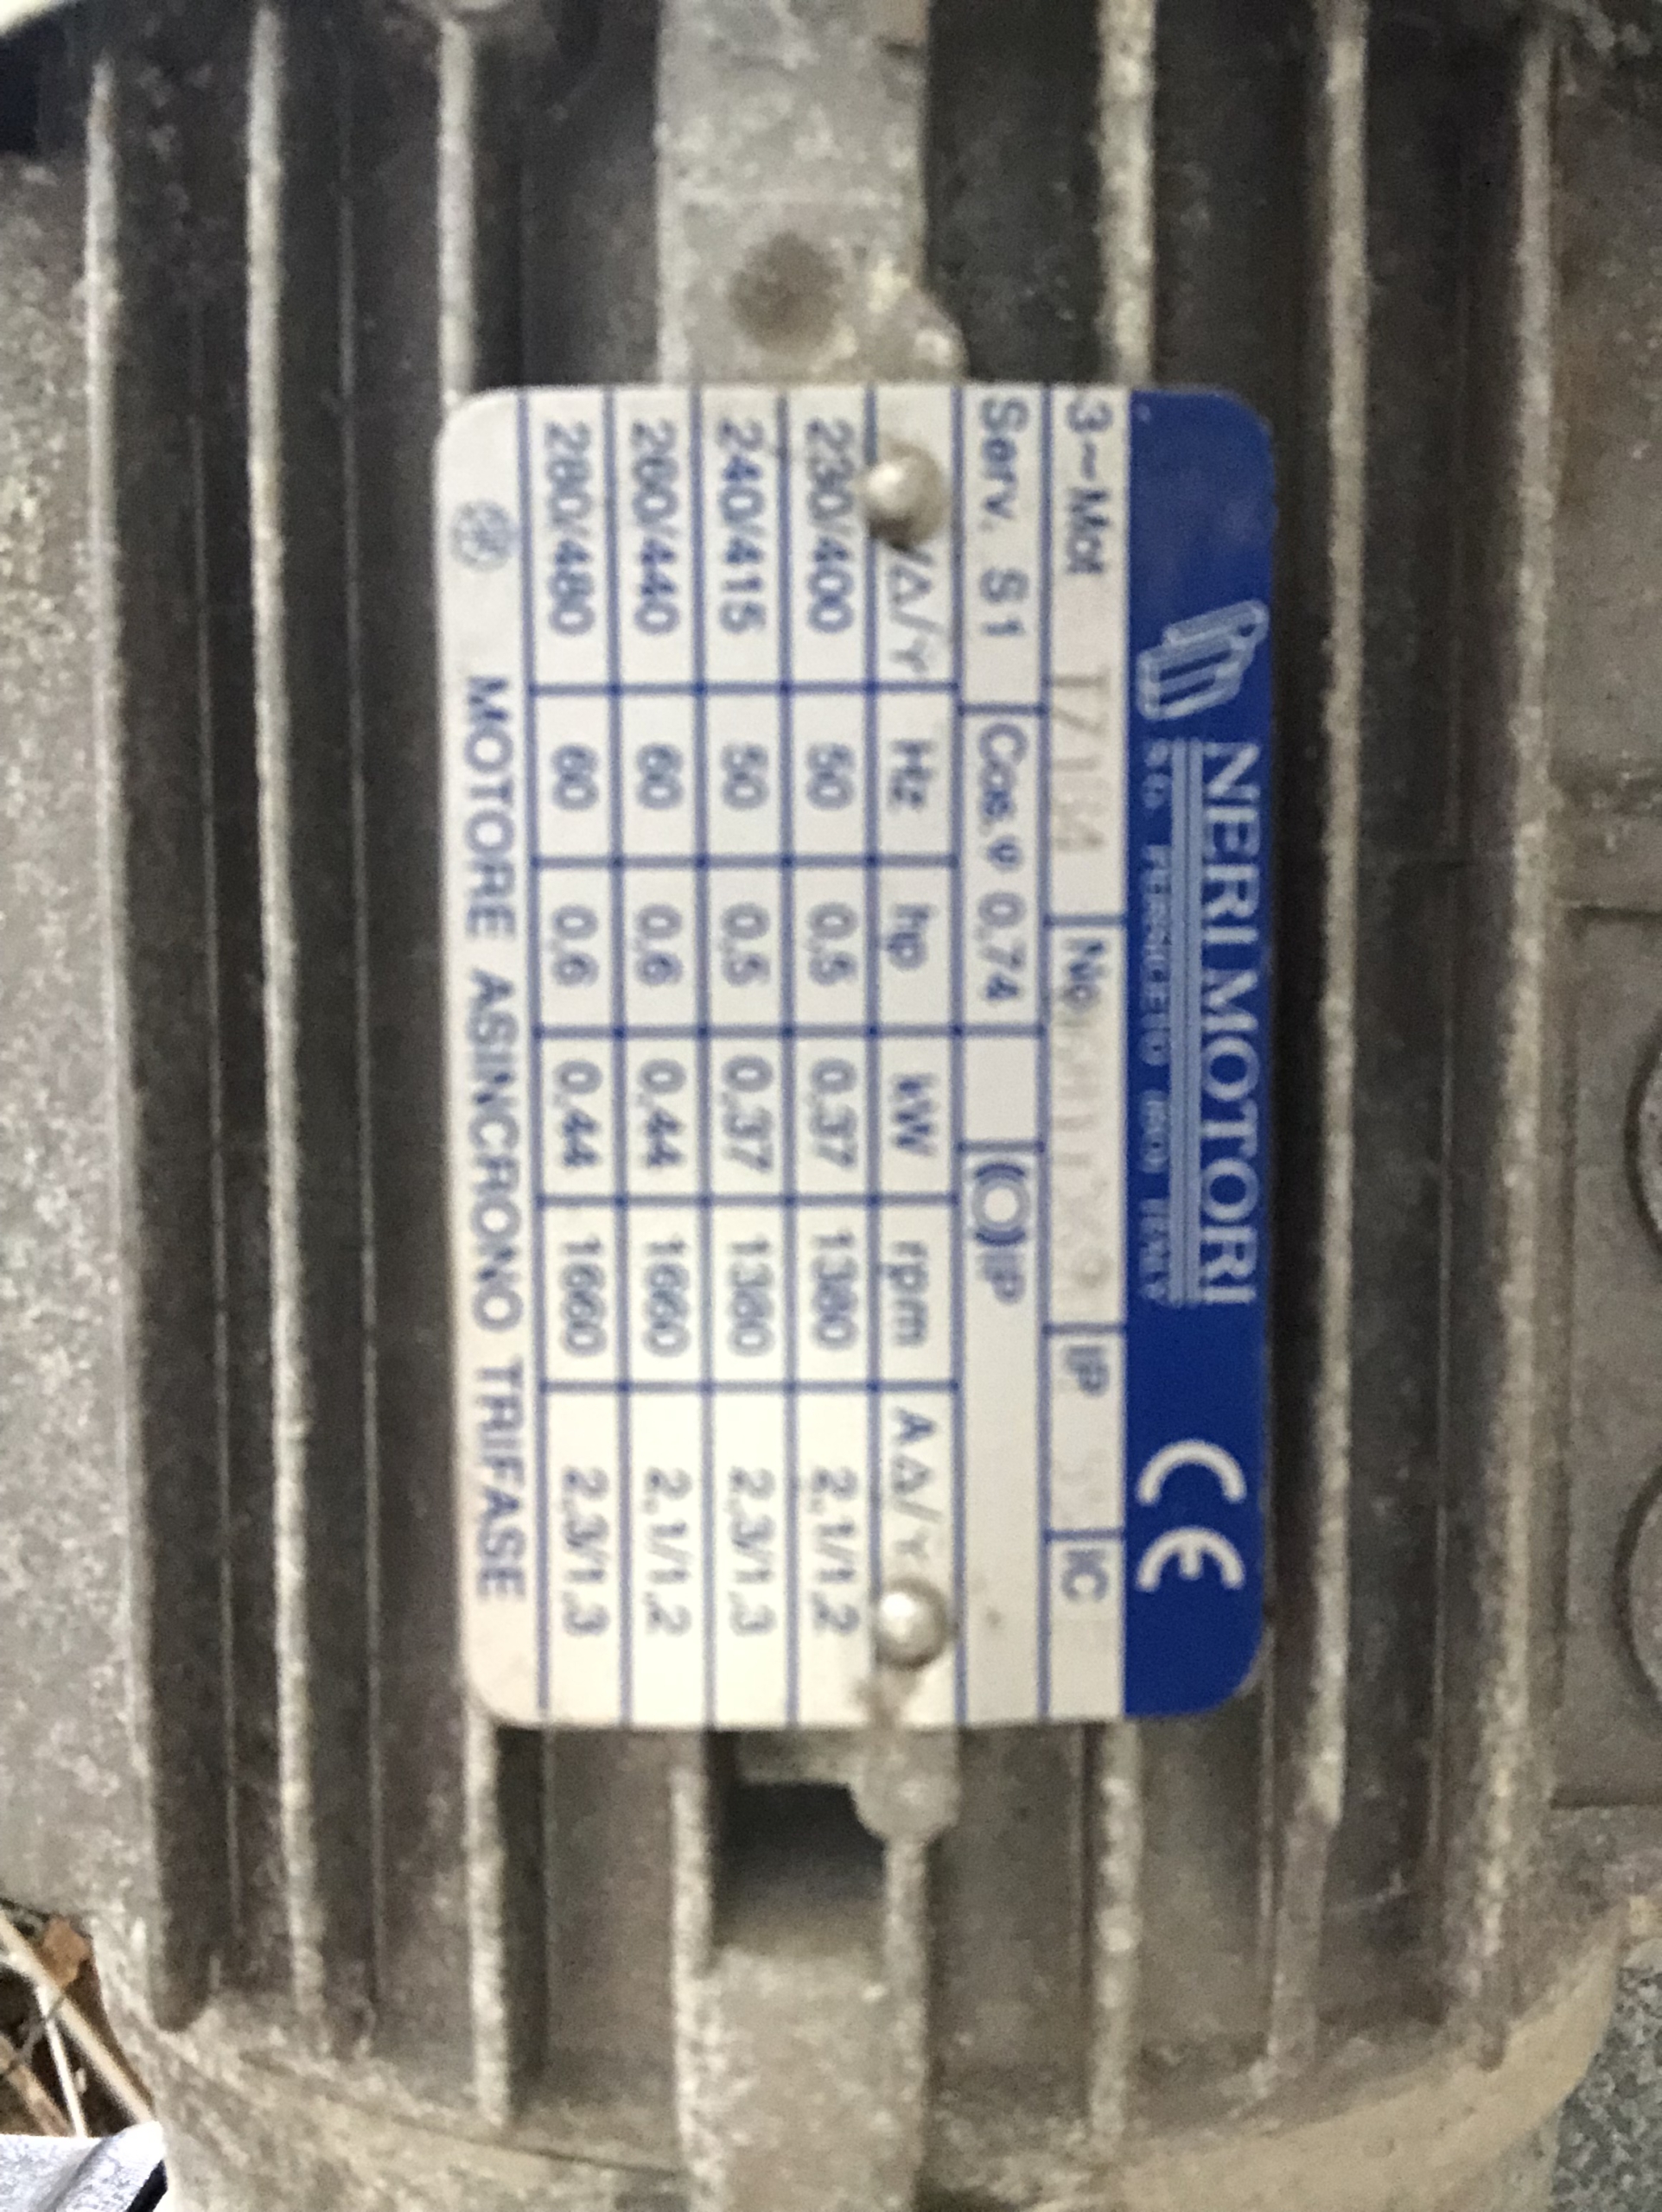 NERI MOTORI CE
S.G. PERSICETO (BO) ITALY
3~Mot No IP IC
Serv. S1 Cos.φ 0,74 IP
VΔ/Y Hz hp kW rpm AΔ/Y
230/400 50 0,5 0,37 1380 2,1/1,2
240/415 50 0,5 0,37 1380 2,3/1,3
260/440 60 0,6 0,44 1660 2,1/1,2
280/480 60 0,6 0,44 1660 2,3/1,3
MOTORE ASINCRONO TRIFASE